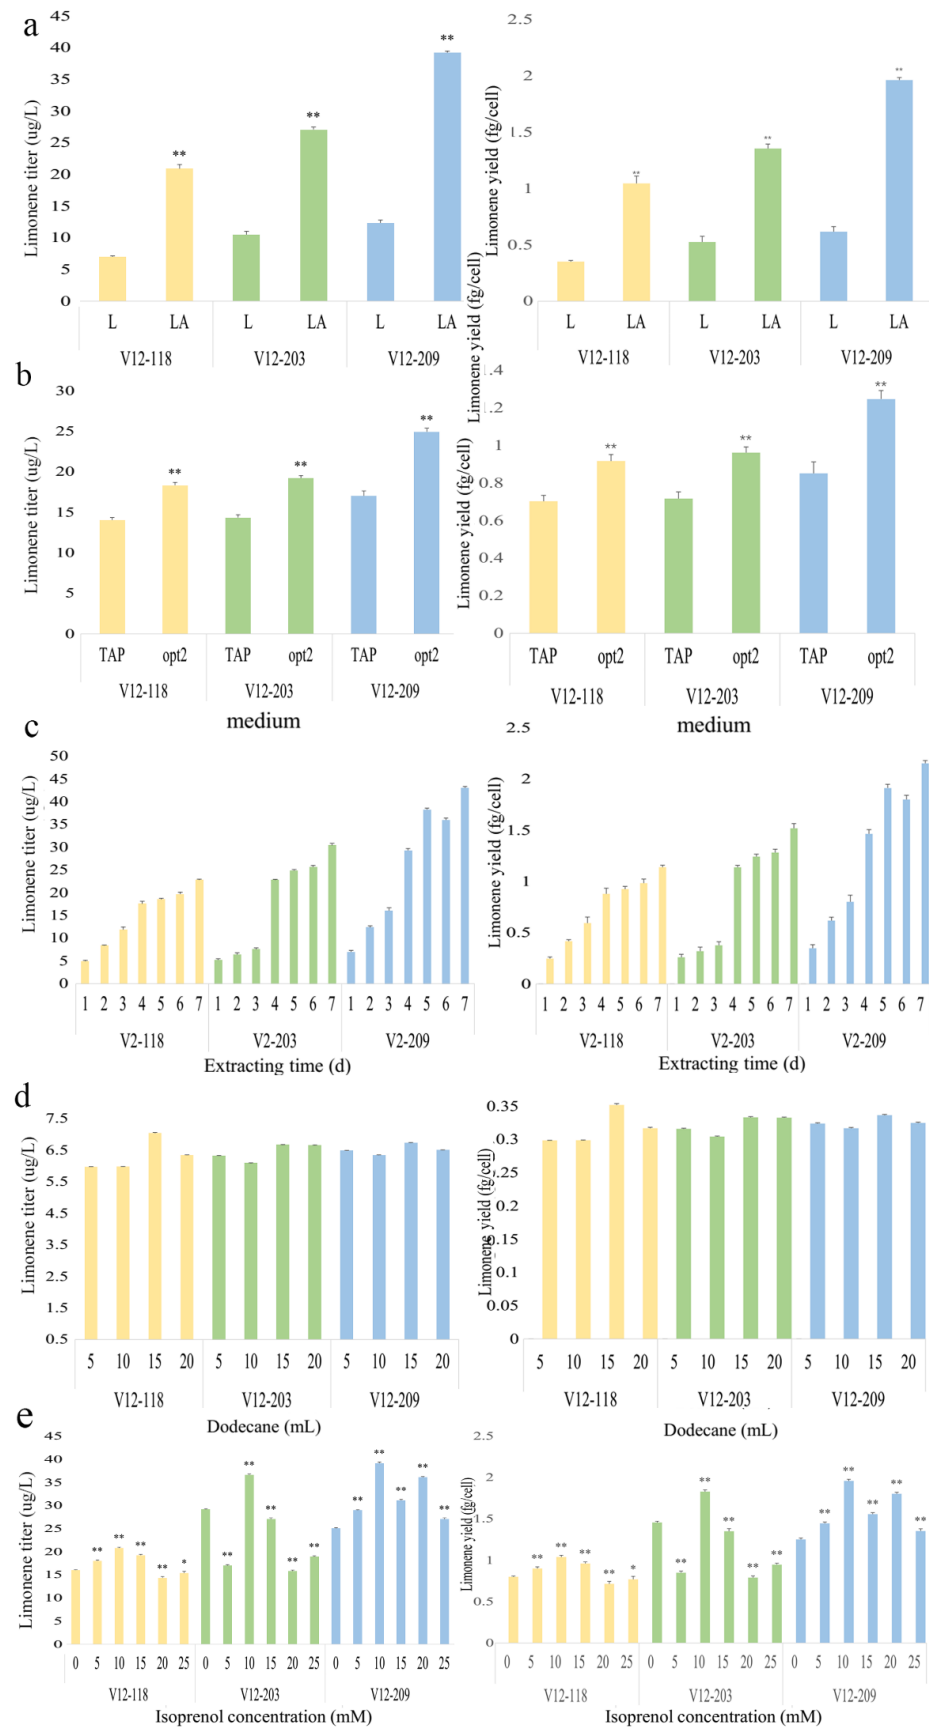 a
Limonene titer (ug/L)
45
40
35
30
25
20
15
10
5
0
** ** **
L LA L LA L LA
V12-118 V12-203 V12-209
Limonene yield (fg/cell)
2.5
2
1.5
1
0.5
0
** ** **
L LA L LA L LA
V12-118 V12-203 V12-209
b
Limonene titer (ug/L)
30
25
20
15
10
5
0
** ** **
TAP opt2 TAP opt2 TAP opt2
V12-118 V12-203 V12-209
medium
Limonene yield (fg/cell)
Limonene yield (fg/cell)
.4
.2
1
0.8
0.6
0.4
0.2
0
** ** **
TAP opt2 TAP opt2 TAP opt2
V12-118 V12-203 V12-209
medium
c
Limonene titer (ug/L)
50
45
40
35
30
25
20
15
10
5
0
1 2 3 4 5 6 7 1 2 3 4 5 6 7 1 2 3 4 5 6 7
V2-118 V2-203 V2-209
Extracting time (d)
Limonene yield (fg/cell)
2.5
2
1.5
1
0.5
0
1 2 3 4 5 6 7 1 2 3 4 5 6 7 1 2 3 4 5 6 7
V2-118 V2-203 V2-209
Extracting time (d)
d
Limonene titer (ug/L)
7.5
6.5
5.5
4.5
3.5
2.5
1.5
0.5
5 10 15 20 5 10 15 20 5 10 15 20
V12-118 V12-203 V12-209
Dodecane (mL)
Limonene yield (fg/cell)
0.35
0.3
0.25
0.2
0.15
0.1
0.05
0
5 10 15 20 5 10 15 20 5 10 15 20
V12-118 V12-203 V12-209
Dodecane (mL)
e
Limonene titer (ug/L)
45
40
35
30
25
20
15
10
5
0
** ** ** ** * ** ** ** ** ** ** ** ** ** **
0 5 10 15 20 25 0 5 10 15 20 25 0 5 10 15 20 25
V12-118 V12-203 V12-209
Isoprenol concentration (mM)
Limonene yield (fg/cell)
2.5
2
1.5
1
0.5
0
** ** ** ** * ** ** ** ** ** ** ** ** ** **
0 5 10 15 20 25 0 5 10 15 20 25 0 5 10 15 20 25
V12-118 V12-203 V12-209
Isoprenol concentration (mM)